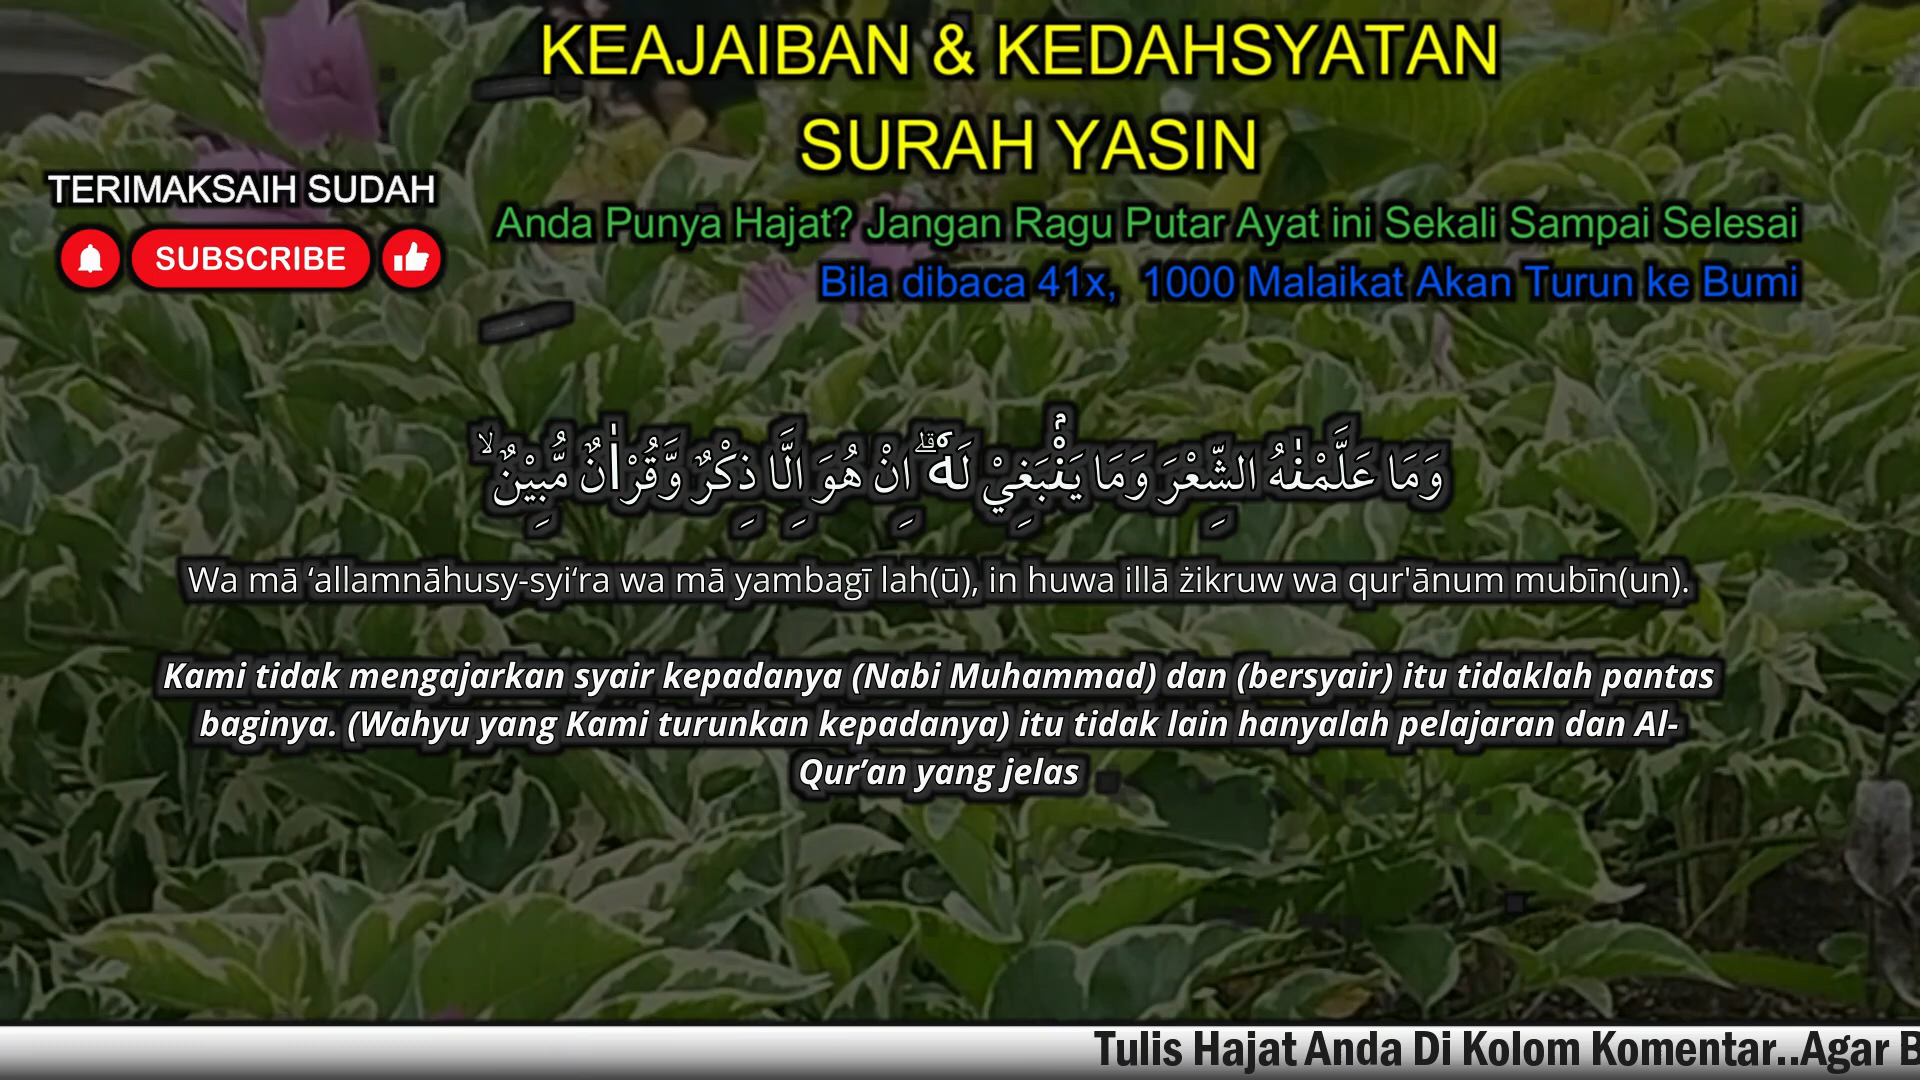 KEAJAIBAN & KEDAHSYATAN
SURAH YASIN
TERIMAKSAIH SUDAH
SUBSCRIBE
Anda Punya Hajat? Jangan Ragu Putar Ayat ini Sekali Sampai Selesai
Bila dibaca 41x, 1000 Malaikat Akan Turun ke Bumi
وَمَا عَلَّمْنٰهُ الشِّعْرَ وَمَا يَنْۢبَغِيْ لَهٗۗ اِنْ هُوَ اِلَّا ذِكْرٌ وَّقُرْاٰنٌ مُّبِيْنٌۙ
Wa mā ‘allamnāhusy-syi‘ra wa mā yambagī lah(ū), in huwa illā żikruw wa qur'ānum mubīn(un).
Kami tidak mengajarkan syair kepadanya (Nabi Muhammad) dan (bersyair) itu tidaklah pantas
baginya. (Wahyu yang Kami turunkan kepadanya) itu tidak lain hanyalah pelajaran dan Al-
Qur’an yang jelas
Tulis Hajat Anda Di Kolom Komentar..Agar B